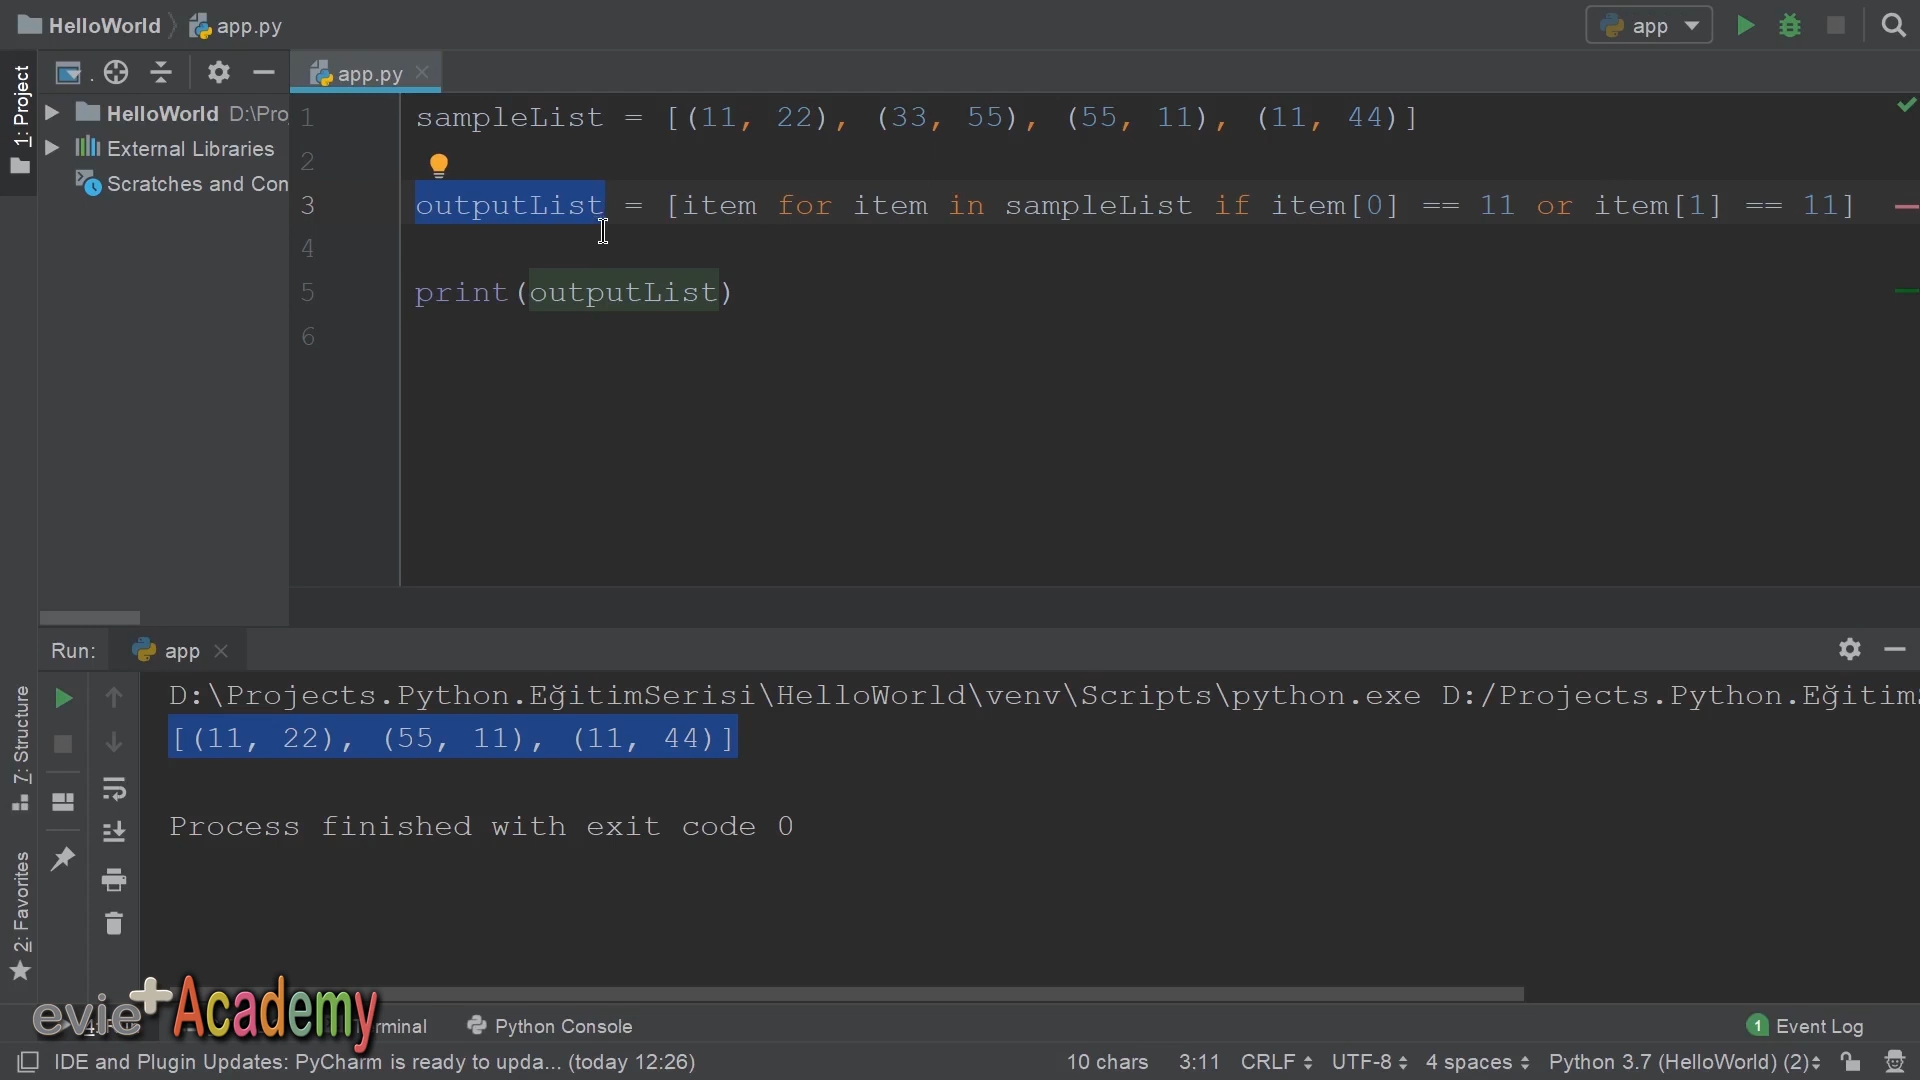 HelloWorld
app.py
app
app.py
1: Project
HelloWorld D:\Pro
External Libraries
Scratches and Con
1 sampleList = [(11, 22), (33, 55), (55, 11), (11, 44)]
2
3 outputList = [item for item in sampleList if item[0] == 11 or item[1] == 11]
4
5 print(outputList)
6
Run: app
D:\Projects.Python.EğitimSerisi\HelloWorld\venv\Scripts\python.exe D:/Projects.Python.Eğitim
[(11, 22), (55, 11), (11, 44)]
Process finished with exit code 0
7: Structure
2: Favorites
evie+Academy
Python Console
1 Event Log
IDE and Plugin Updates: PyCharm is ready to upda... (today 12:26)
10 chars 3:11 CRLF UTF-8 4 spaces Python 3.7 (HelloWorld) (2)